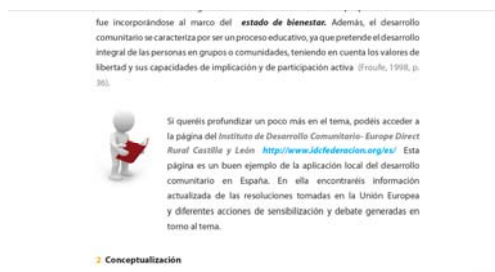 fue incorporándose al marco del estado de bienestar. Además, el desarrollo
comunitario se caracteriza por ser un proceso educativo, ya que pretende el desarrollo
integral de las personas en grupos o comunidades, teniendo en cuenta los valores de
libertad y sus capacidades de implicación y de participación activa (Froufe, 1998, p.
36).
Si queréis profundizar un poco más en el tema, podéis acceder a
la página del Instituto de Desarrollo Comunitario- Europe Direct
Rural Castilla y León http://www.idcfederacion.org/es/ Esta
página es un buen ejemplo de la aplicación local del desarrollo
comunitario en España. En ella encontraréis información
actualizada de las resoluciones tomadas en la Unión Europea
y diferentes acciones de sensibilización y debate generadas en
torno al tema.
2 Conceptualización